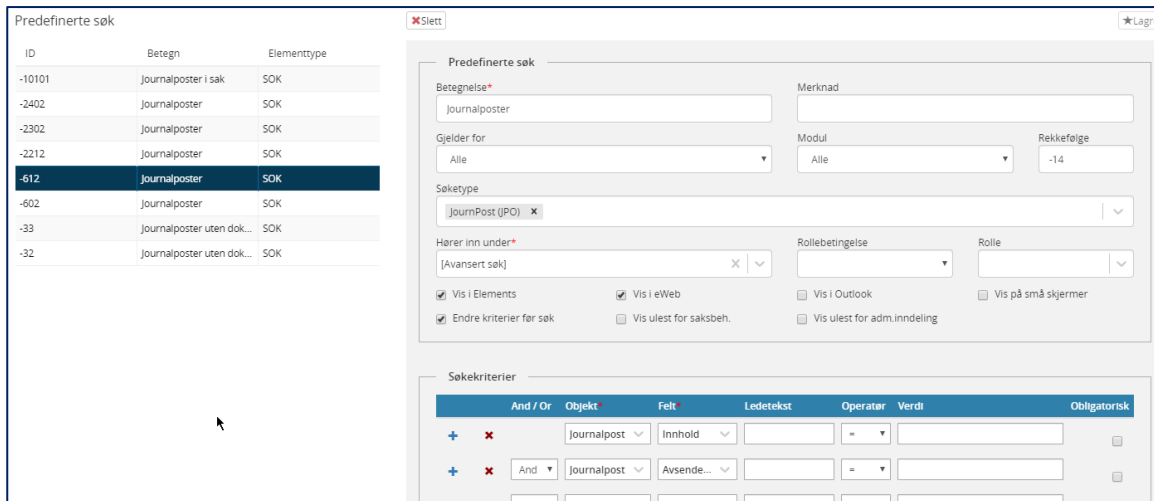 Predefinerte søk
ID Betegn Elementtype
-10101 Journalposter i sak SOK
-2402 Journalposter SOK
-2302 Journalposter SOK
-2212 Journalposter SOK
-612 Journalposter SOK
-602 Journalposter SOK
-33 Journalposter uten dok... SOK
-32 Journalposter uten dok... SOK
Slett
Lagr
Predefinerte søk
Betegnelse* Merknad
Journalposter
Gjelder for Modul Rekkefølge
Alle Alle -14
Søketype
JournPost (JPO) x
Hører inn under* Rollebetingelse Rolle
[Avansert søk]
Vis i Elements Vis i eWeb Vis i Outlook Vis på små skjermer
Endre kriterier før søk Vis ulest for saksbeh. Vis ulest for adm.inndeling
Søkekriterier
And / Or Objekt* Felt* Ledetekst Operatør Verdi Obligatorisk
Journalpost Innhold =
And Journalpost Avsende... =